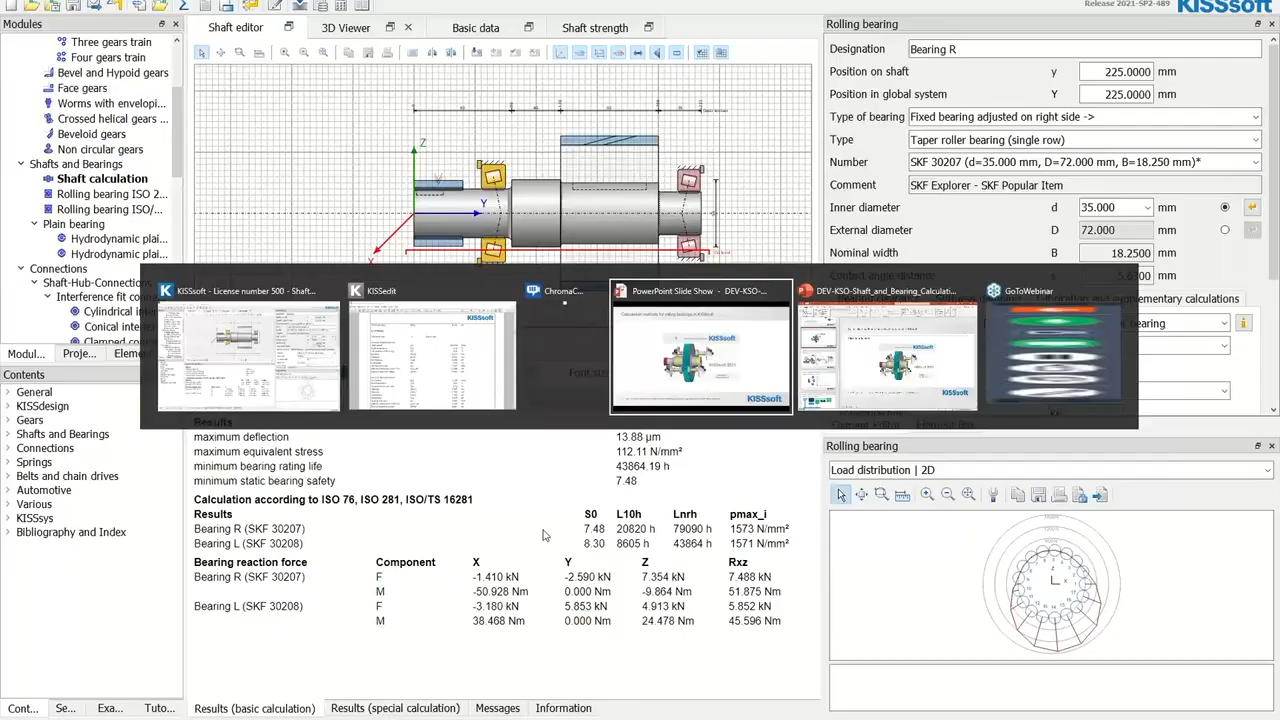 Release 2021-SP2-489
KISSsoft
Modules
Three gears train
Four gears train
Bevel and Hypoid gears
Face gears
Worms with envelopi...
Crossed helical gears ...
Beveloid gears
Non circular gears
Shafts and Bearings
Shaft calculation
Rolling bearing ISO 2...
Rolling bearing ISO/...
Plain bearing
Hydrodynamic plai...
Hydrodynamic plai...
Connections
Shaft-Hub-Connections
Interference fit conne
Modul...
Proje
Eleme
Contents
General
KISSdesign
Gears
Shafts and Bearings
Connections
Springs
Belts and chain drives
Automotive
Various
KISSsys
Bibliography and Index
Cont...
Se...
Exa...
Tuto...
Shaft editor
3D Viewer
Basic data
Shaft strength
Z
Y
X
KISSsoft - License number 500 - Shaft...
KISSedit
ChromaC...
PowerPoint Slide Show - DEV-KSO-...
DEV-KSO-Shaft_and_Bearing_Calculati...
GoToWebinar
Calculation methods for rolling bearings in KISSsoft
KISSsoft
KISSsoft
Results
maximum deflection 13.88 µm
maximum equivalent stress 112.11 N/mm²
minimum bearing rating life 43864.19 h
minimum static bearing safety 7.48
Calculation according to ISO 76, ISO 281, ISO/TS 16281
Results S0 L10h Lnrh pmax_i
Bearing R (SKF 30207) 7.48 20820 h 79090 h 1573 N/mm²
Bearing L (SKF 30208) 8.30 8605 h 43864 h 1571 N/mm²
Bearing reaction force Component X Y Z Rxz
Bearing R (SKF 30207) F -1.410 kN -2.590 kN 7.354 kN 7.488 kN
M -50.928 Nm 0.000 Nm -9.864 Nm 51.875 Nm
Bearing L (SKF 30208) F -3.180 kN 5.853 kN 4.913 kN 5.852 kN
M 38.468 Nm 0.000 Nm 24.478 Nm 45.596 Nm
Results (basic calculation)
Results (special calculation)
Messages
Information
Rolling bearing
Designation Bearing R
Position on shaft y 225.0000 mm
Position in global system Y 225.0000 mm
Type of bearing Fixed bearing adjusted on right side ->
Type Taper roller bearing (single row)
Number SKF 30207 (d=35.000 mm, D=72.000 mm, B=18.250 mm)*
Comment SKF Explorer - SKF Popular Item
Inner diameter d 35.000 mm
External diameter D 72.000 mm
Nominal width B 18.2500 mm
Rolling bearing
Load distribution | 2D